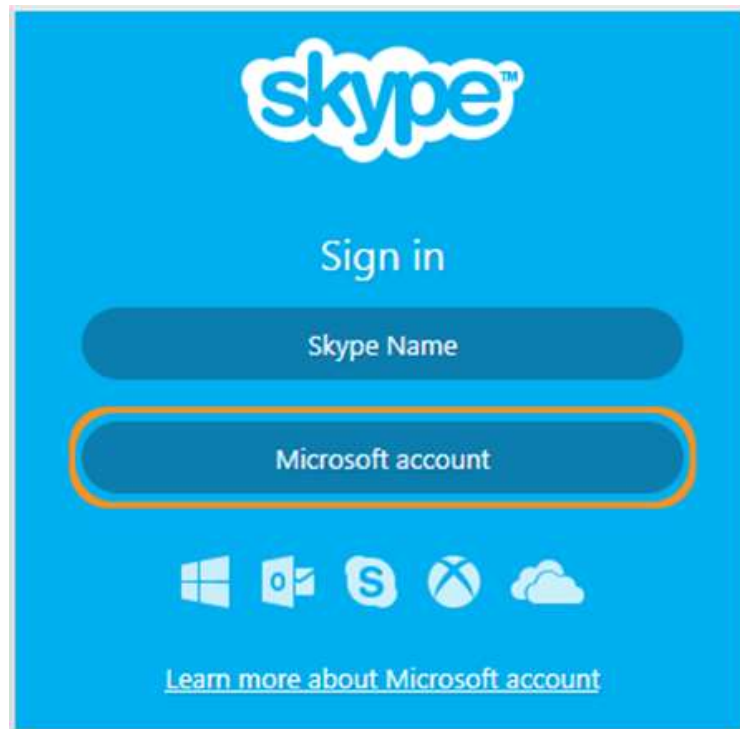 skype™
Sign in
Skype Name
Microsoft account
Learn more about Microsoft account